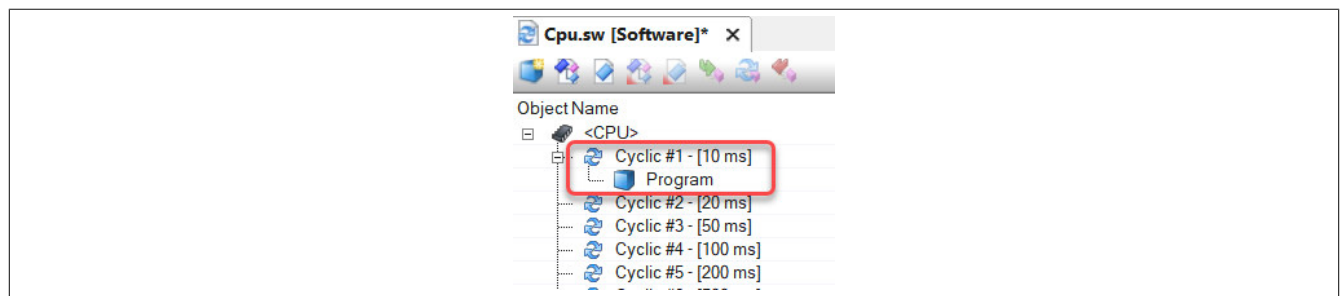 Cpu.sw [Software]* ×
Object Name
<CPU>
Cyclic #1 - [10 ms]
Program
Cyclic #2 - [20 ms]
Cyclic #3 - [50 ms]
Cyclic #4 - [100 ms]
Cyclic #5 - [200 ms]